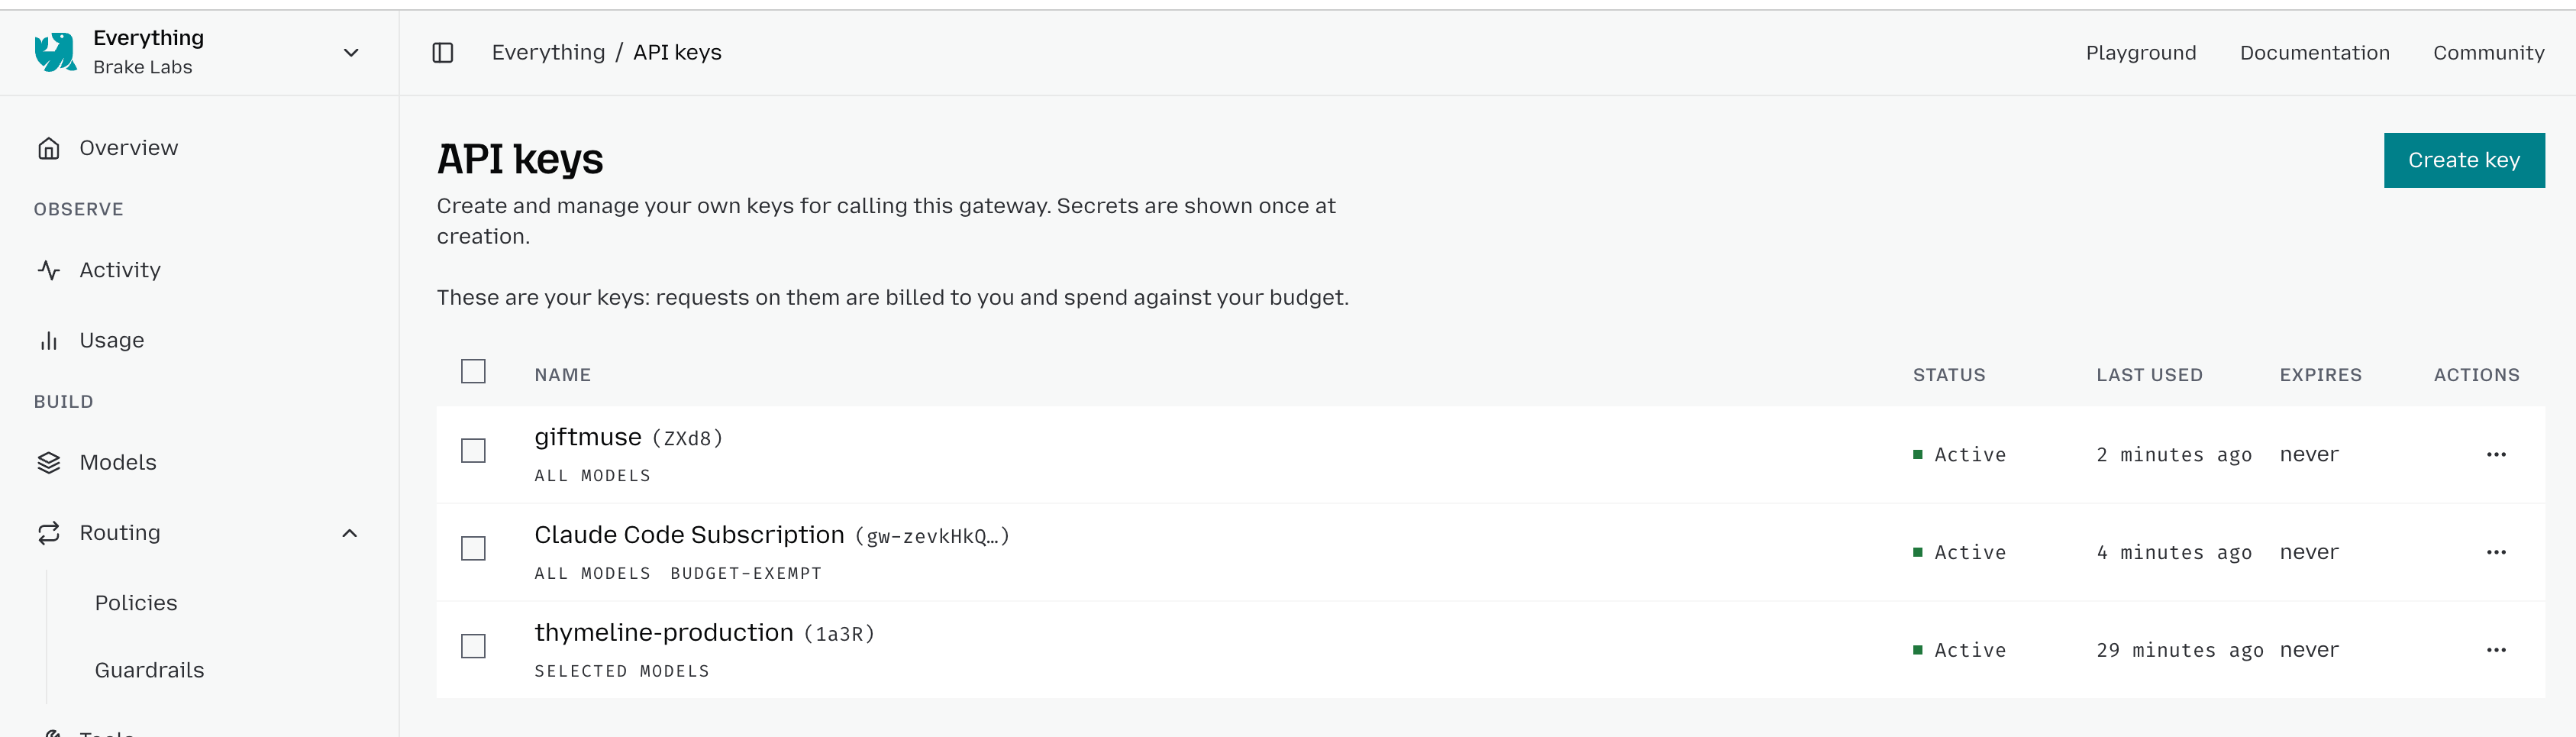 Everything
Brake Labs
Everything / API keys
Playground
Documentation
Community
Overview
OBSERVE
Activity
Usage
BUILD
Models
Routing
Policies
Guardrails
API keys
Create key
Create and manage your own keys for calling this gateway. Secrets are shown once at
creation.
These are your keys: requests on them are billed to you and spend against your budget.
NAME STATUS LAST USED EXPIRES ACTIONS
giftmuse (ZXd8) Active 2 minutes ago never
ALL MODELS
Claude Code Subscription (gw-zevkHkQ…) Active 4 minutes ago never
ALL MODELS BUDGET-EXEMPT
thymeline-production (1a3R) Active 29 minutes ago never
SELECTED MODELS